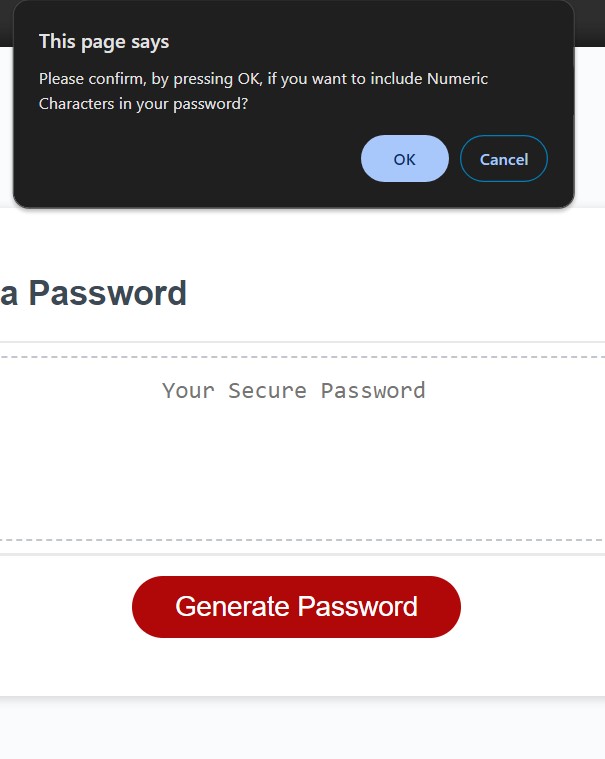 This page says
Please confirm, by pressing OK, if you want to include Numeric
Characters in your password?
OK
Cancel
a Password
Your Secure Password
Generate Password